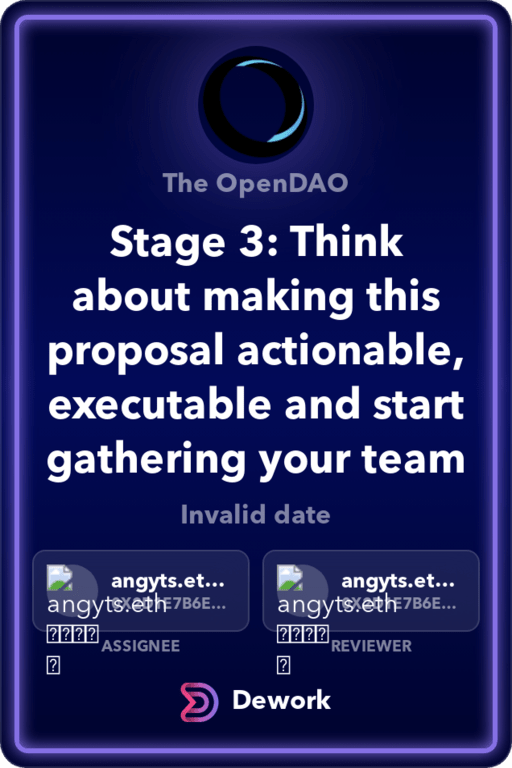 The OpenDAO
Stage 3: Think
about making this
proposal actionable,
executable and start
gathering your team
Invalid date
angyts.et...
angyts.et...
angyts.eth
angyts.eth
ASSIGNEE
REVIEWER
Dework